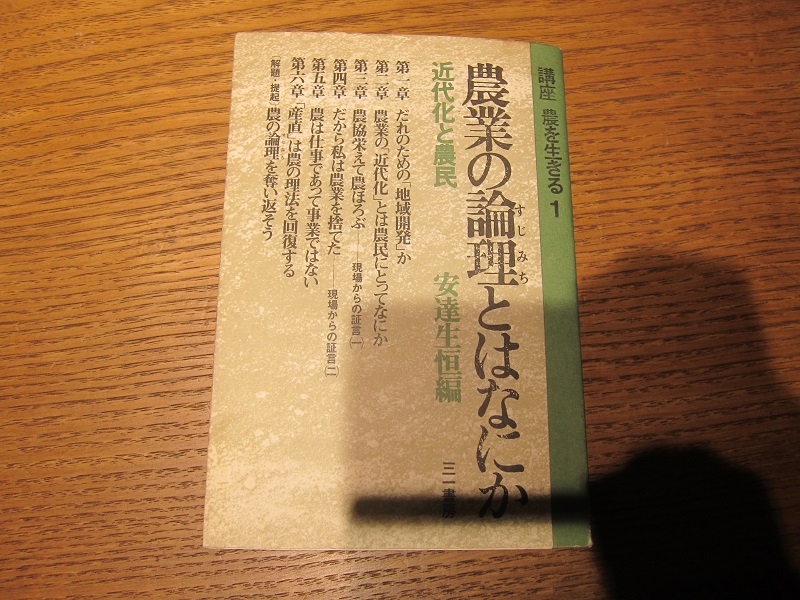 講座 農を生きる 1
農業の論理とはなにか
すじみち
近代化と農民 安達生恒編
三一書房
第一章 だれのための「地域開発」か
第二章 農業の「近代化」とは農民にとってなにか
第三章 農協栄えて農ほろぶ——現場からの証言(一)
第四章 だから私は農業を捨てた——現場からの証言(二)
第五章 農は仕事であって事業ではない
第六章 「産直」は農の理法を回復する
〔解題・提起〕農の論理を奪い返そう